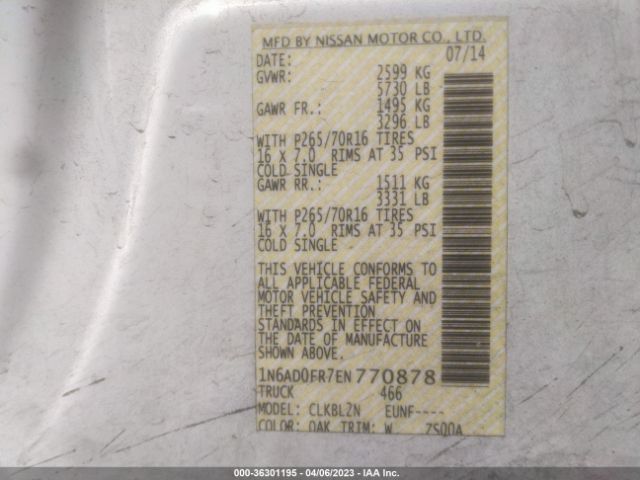 MFD BY NISSAN MOTOR CO., LTD.
DATE: 07/14
GVWR: 2599 KG
5730 LB
GAWR FR.: 1495 KG
3296 LB
WITH P265/70R16 TIRES
16 X 7.0 RIMS AT 35 PSI
COLD SINGLE
GAWR RR.: 1511 KG
3331 LB
WITH P265/70R16 TIRES
16 X 7.0 RIMS AT 35 PSI
COLD SINGLE
THIS VEHICLE CONFORMS TO
ALL APPLICABLE FEDERAL
MOTOR VEHICLE SAFETY AND
THEFT PREVENTION
STANDARDS IN EFFECT ON
THE DATE OF MANUFACTURE
SHOWN ABOVE.
1N6AD0FR7EN770878
TRUCK 466
MODEL: CLKBLZN EUNF----
COLOR: QAK TRIM: W ZSQQA
000-36301195 - 04/06/2023 - IAA Inc.